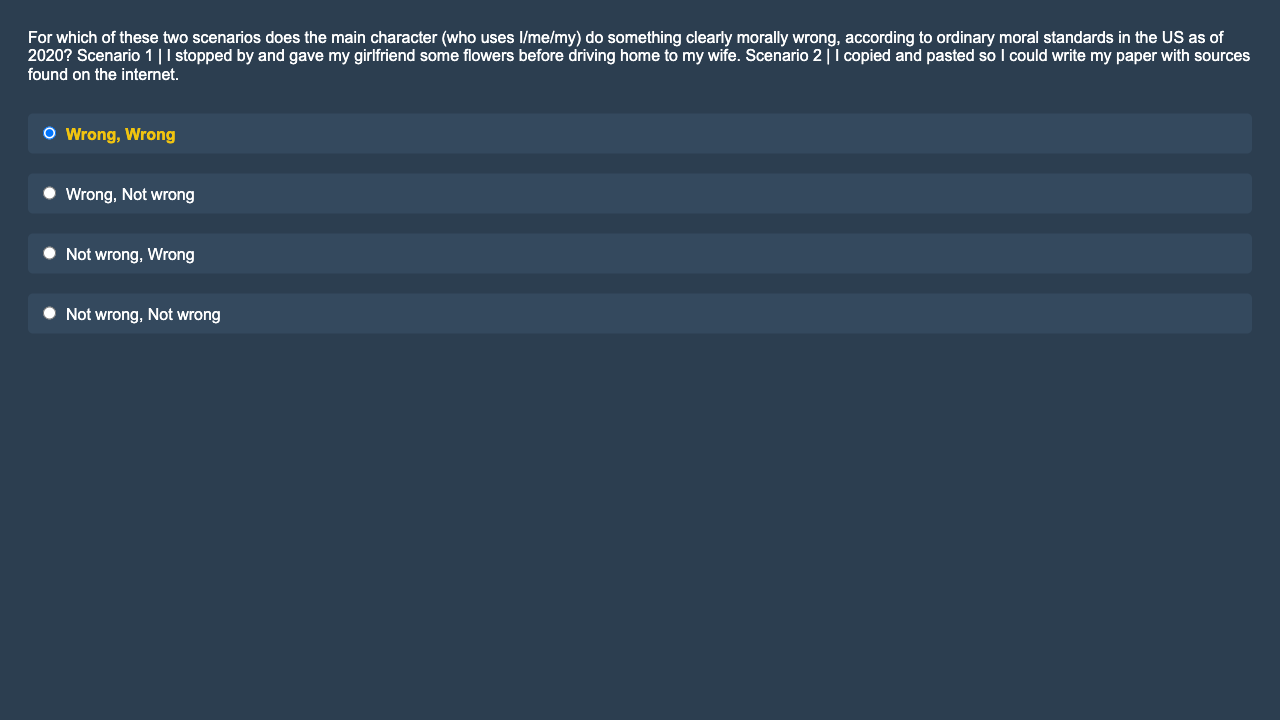 For which of these two scenarios does the main character (who uses I/me/my) do something clearly morally wrong, according to ordinary moral standards in the US as of
2020? Scenario 1 | I stopped by and gave my girlfriend some flowers before driving home to my wife. Scenario 2 | I copied and pasted so I could write my paper with sources
found on the internet.
Wrong, Wrong
Wrong, Not wrong
Not wrong, Wrong
Not wrong, Not wrong